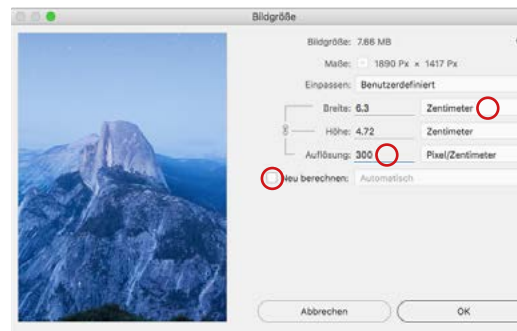 Bildgröße
Bildgröße: 7.66 MB
Maße: 1890 Px × 1417 Px
Einpassen: Benutzerdefiniert
Breite: 6.3 Zentimeter
Höhe: 4.72 Zentimeter
Auflösung: 300 Pixel/Zentimeter
Neu berechnen: Automatisch
Abbrechen OK